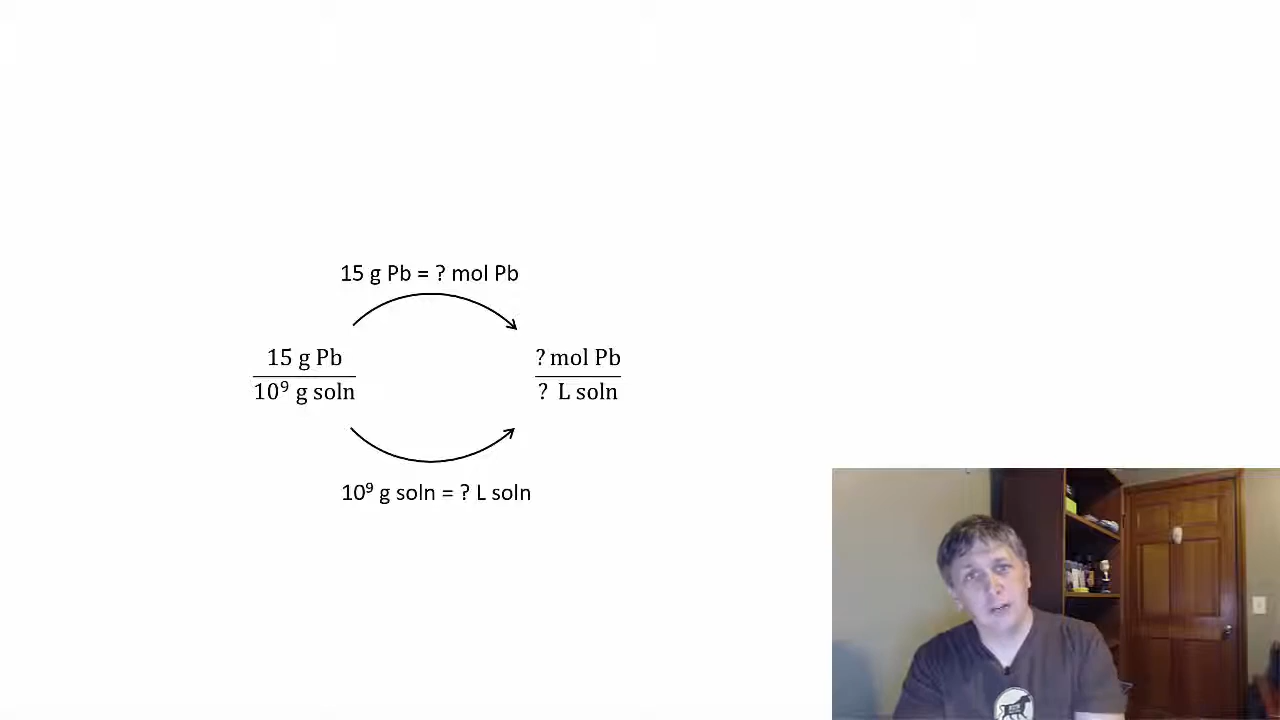 15 g Pb = ? mol Pb
15 g Pb
10⁹ g soln
? mol Pb
? L soln
10⁹ g soln = ? L soln